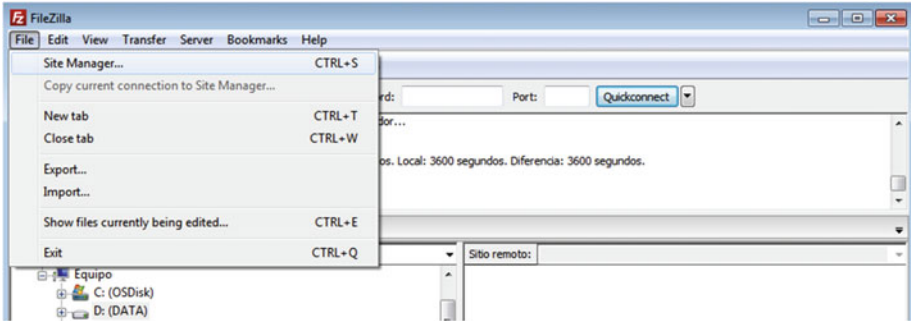 FileZilla
File Edit View Transfer Server Bookmarks Help
Site Manager... CTRL+S
Copy current connection to Site Manager...
rd: Port: Quickconnect
New tab CTRL+T
dor...
Close tab CTRL+W
os. Local: 3600 segundos. Diferencia: 3600 segundos.
Export...
Import...
Show files currently being edited... CTRL+E
Exit CTRL+Q
Sitio remoto:
Equipo
C: (OSDisk)
D: (DATA)